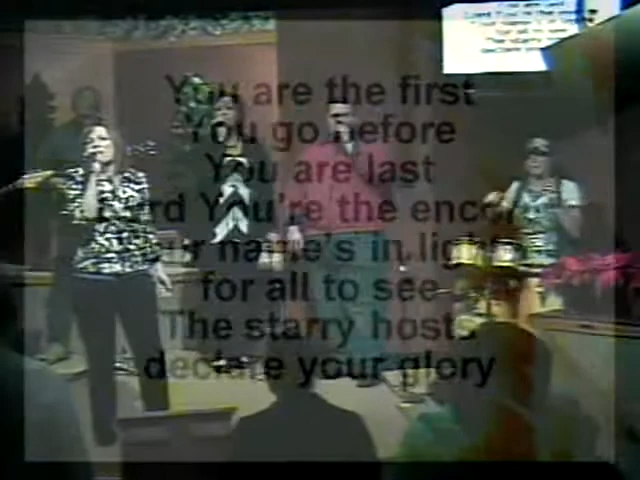 You are the first
You go before
You are last
Lord You're the encore
Your name's in lights
for all to see
The starry hosts
declare your glory